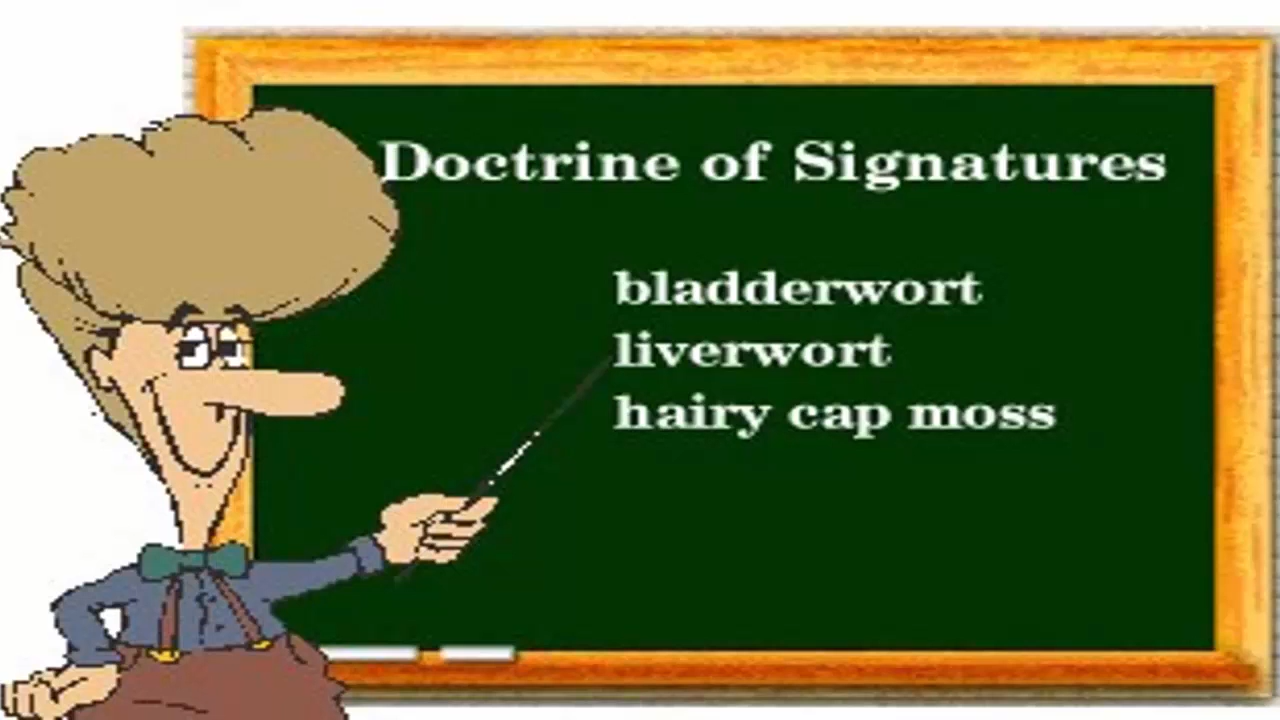 Doctrine of Signatures
bladderwort
liverwort
hairy cap moss